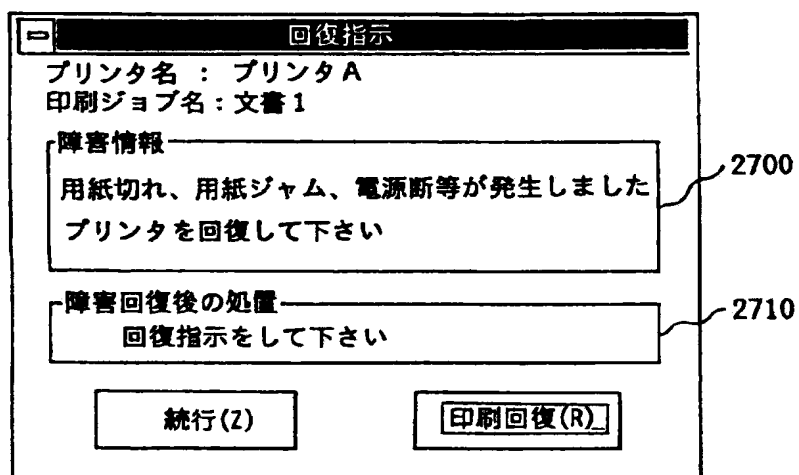 回復指示
プリンタ名 : プリンタA
印刷ジョブ名:文書1
障害情報
用紙切れ、用紙ジャム、電源断等が発生しました
プリンタを回復して下さい
2700
障害回復後の処置
回復指示をして下さい
2710
続行(Z)
印刷回復(R)